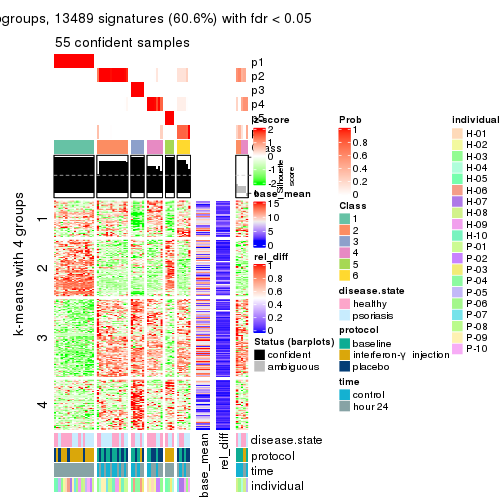 ogroups, 13489 signatures (60.6%) with fdr < 0.05
55 confident samples
p1
p2
p3
p4
p5
k-means with 4 groups
1
2
3
4
z-score
2
1
0
-1
-2
Silhouette
score
base_mean
15
10
5
0
rel_diff
1
0.8
0.6
0.4
0.2
0
Status (barplots)
confident
ambiguous
Prob
1
0.8
0.6
0.4
0.2
0
Class
1
2
3
4
5
6
disease.state
healthy
psoriasis
protocol
baseline
interferon-γ injection
placebo
time
control
hour 24
individual
H-01
H-02
H-03
H-04
H-05
H-06
H-07
H-08
H-09
H-10
P-01
P-02
P-03
P-04
P-05
P-06
P-07
P-08
P-09
P-10
disease.state
protocol
time
individual
base_mean
rel_diff